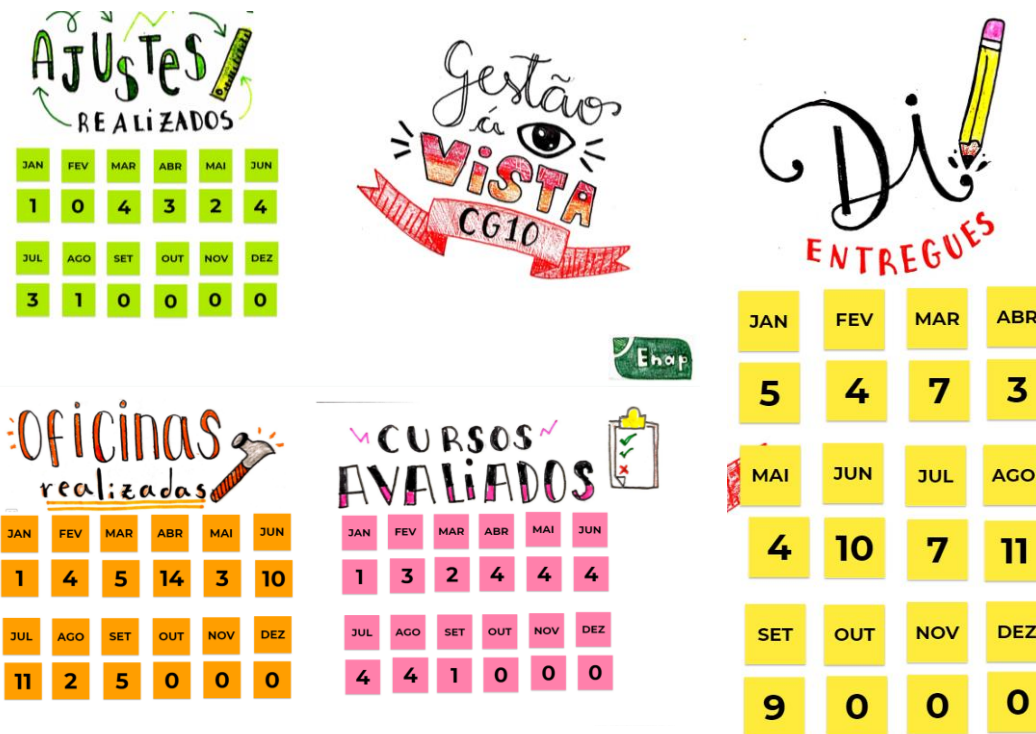 AJUSTES
REALIZADOS
JAN FEV MAR ABR MAI JUN
1 0 4 3 2 4
JUL AGO SET OUT NOV DEZ
3 1 0 0 0 0
Gestão
á
VISTA
CG10
Enap
DI
ENTREGUES
JAN FEV MAR ABR
5 4 7 3
MAI JUN JUL AGO
4 10 7 11
SET OUT NOV DEZ
9 0 0 0
OFICINAS
realizadas
JAN FEV MAR ABR MAI JUN
1 4 5 14 3 10
JUL AGO SET OUT NOV DEZ
11 2 5 0 0 0
CURSOS
AVALIADOS
JAN FEV MAR ABR MAI JUN
1 3 2 4 4 4
JUL AGO SET OUT NOV DEZ
4 4 1 0 0 0